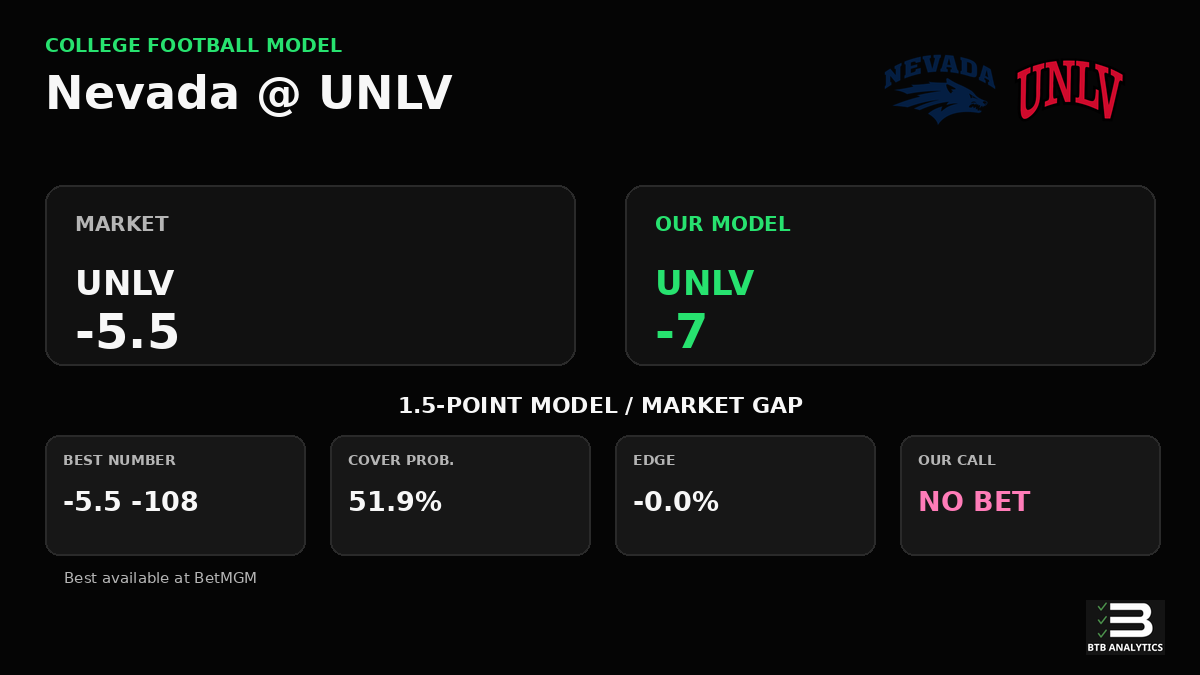 COLLEGE FOOTBALL MODEL
Nevada @ UNLV
NEVADA
UNLV
MARKET
UNLV
-5.5
OUR MODEL
UNLV
-7
1.5-POINT MODEL / MARKET GAP
BEST NUMBER
-5.5 -108
COVER PROB.
51.9%
EDGE
-0.0%
OUR CALL
NO BET
Best available at BetMGM
BTB ANALYTICS